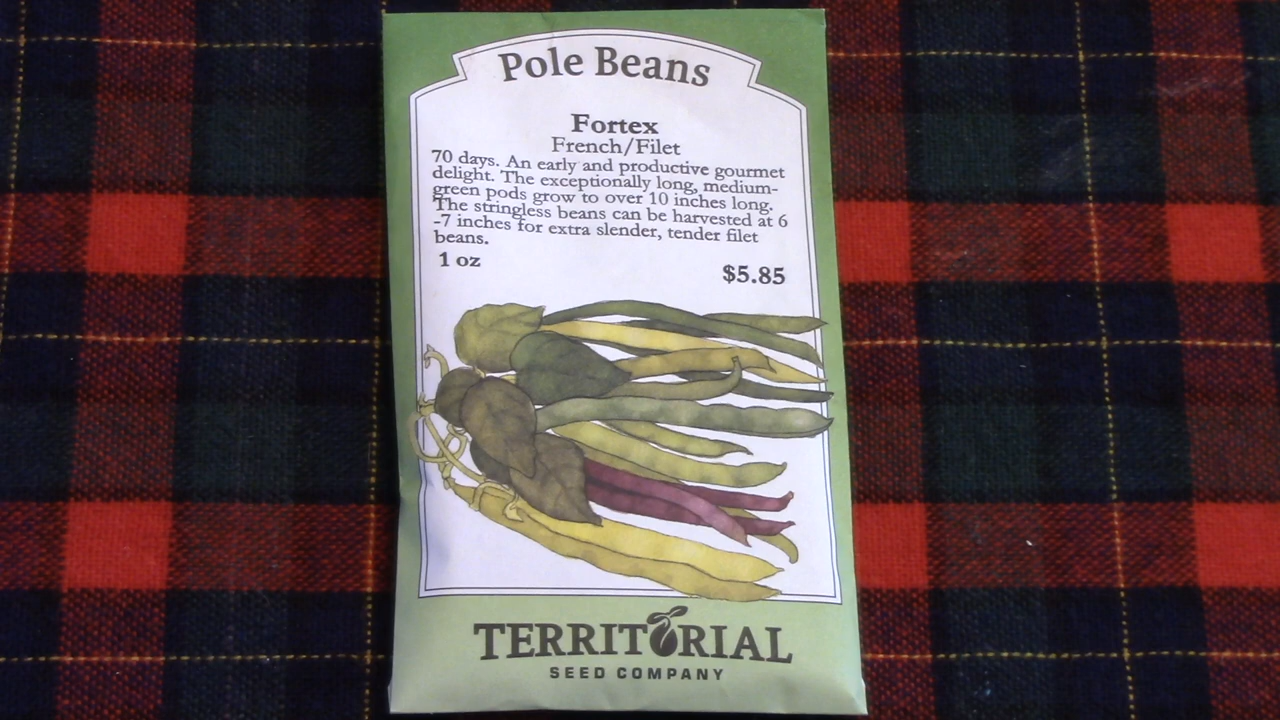 Pole Beans
Fortex
French/Filet
70 days. An early and productive gourmet
delight. The exceptionally long, medium-
green pods grow to over 10 inches long.
The stringless beans can be harvested at 6
-7 inches for extra slender, tender filet
beans.
1 oz
$5.85
TERRITORIAL
SEED COMPANY